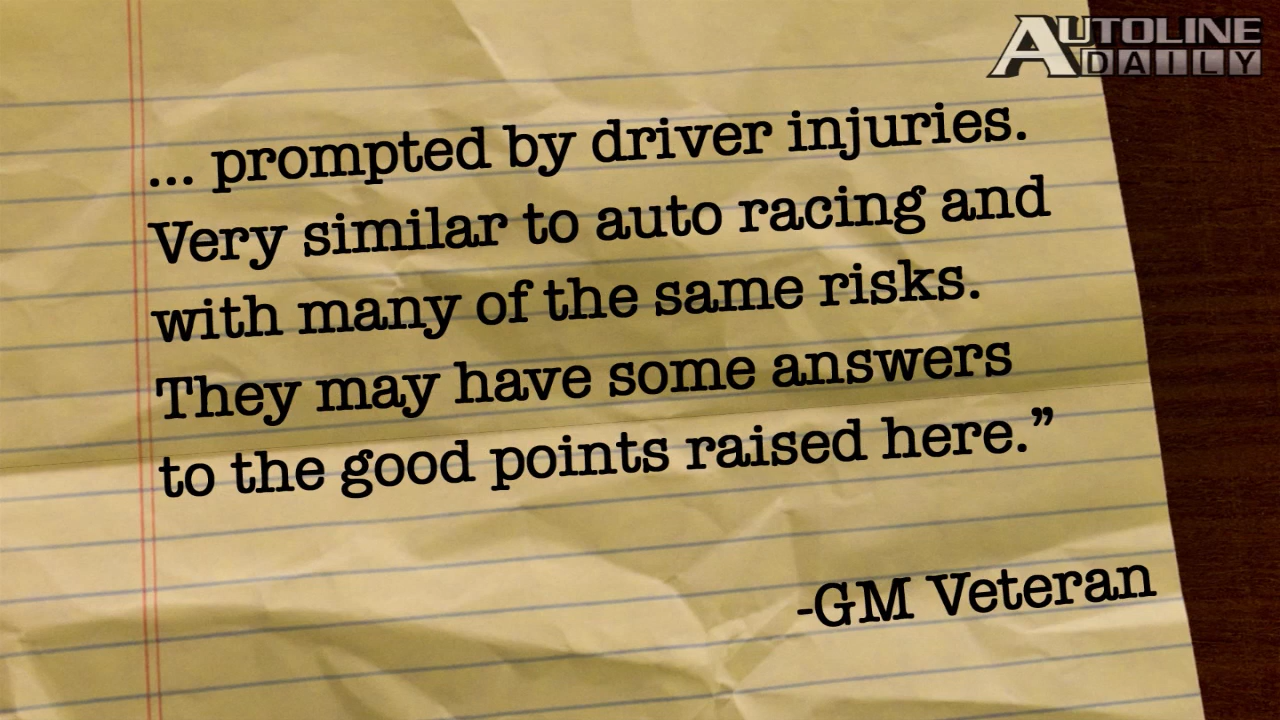 AUTOLINE
DAILY
... prompted by driver injuries.
Very similar to auto racing and
with many of the same risks.
They may have some answers
to the good points raised here.”
-GM Veteran